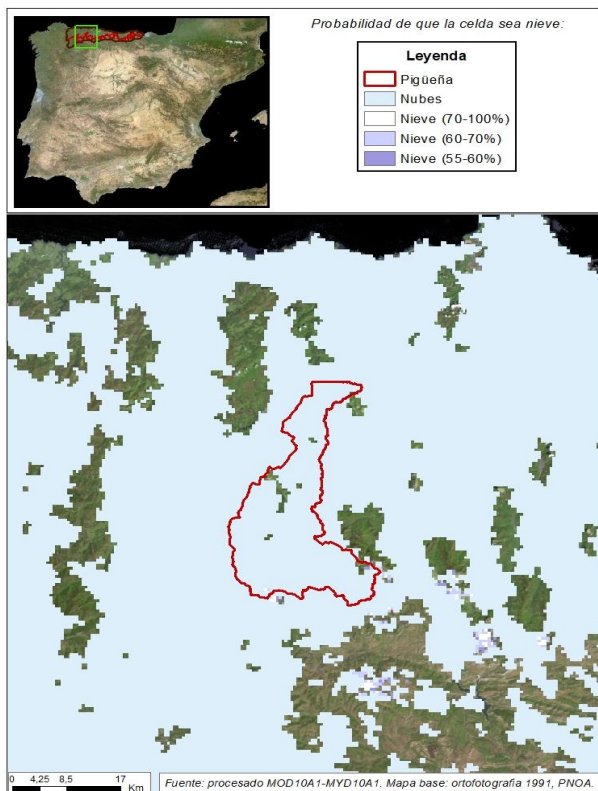 Probabilidad de que la celda sea nieve:
Leyenda
Pigüeña
Nubes
Nieve (70-100%)
Nieve (60-70%)
Nieve (55-60%)
0 4,25 8,5 17
Km
Fuente: procesado MOD10A1-MYD10A1. Mapa base: ortofotografia 1991, PNOA.